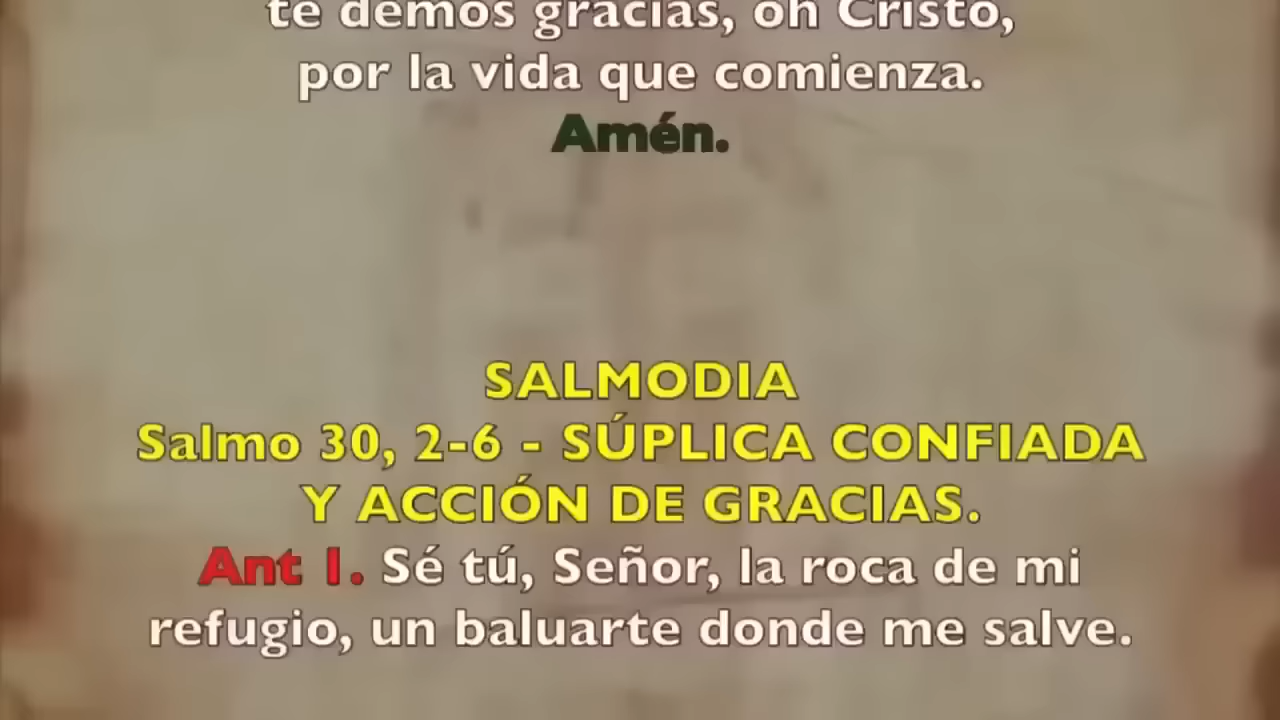 te demos gracias, oh Cristo,
por la vida que comienza.
Amén.
SALMODIA
Salmo 30, 2-6 - SÚPLICA CONFIADA
Y ACCIÓN DE GRACIAS.
Ant 1. Sé tú, Señor, la roca de mi
refugio, un baluarte donde me salve.